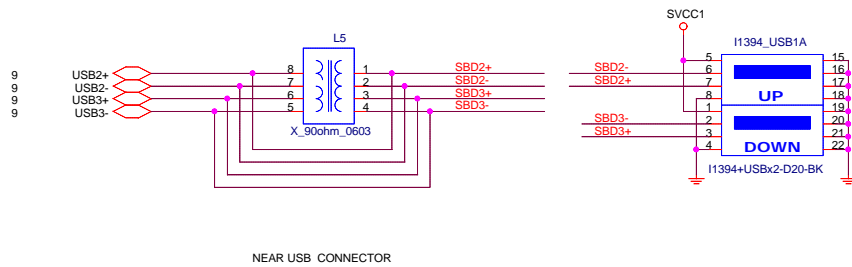 SVCC1
L5
I1394_USB1A
9 USB2+ 8 1 SBD2+ SBD2- 5 15
9 USB2- 7 2 SBD2- SBD2+ 6 16
9 USB3+ 6 3 SBD3+ 7 17
9 USB3- 5 4 SBD3- 8 UP 18
X_90ohm_0603
1 19
SBD3- 2 20
SBD3+ 3 21
4 DOWN 22
I1394+USBx2-D20-BK
NEAR USB CONNECTOR